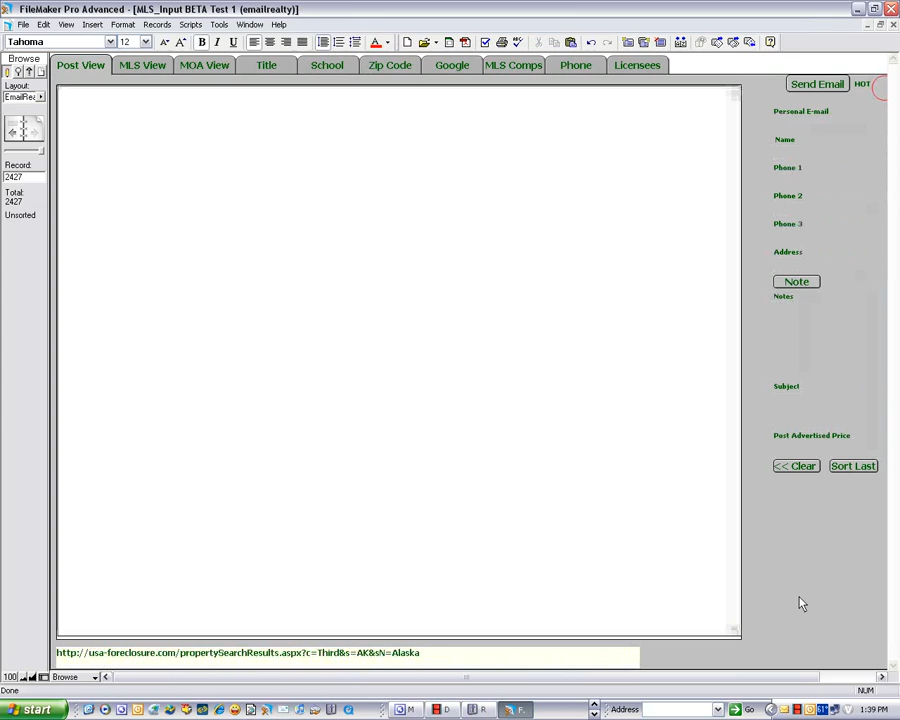 FileMaker Pro Advanced - [MLS_Input BETA Test 1 (emailrealty)]
File Edit View Insert Format Records Scripts Tools Window Help
Tahoma 12 B I U
Browse
Post View MLS View MOA View Title School Zip Code Google MLS Comps Phone Licensees
Layout:
EmailRea
Record:
2427
Total:
2427
Unsorted
Send Email HOT
Personal E-mail
Name
Phone 1
Phone 2
Phone 3
Address
Note
Notes
Subject
Post Advertised Price
<< Clear Sort Last
http://usa-foreclosure.com/propertySearchResults.aspx?c=Third&s=AK&sN=Alaska
100 Browse
Done NUM
start M D R F. Address Go 61° 1:39 PM